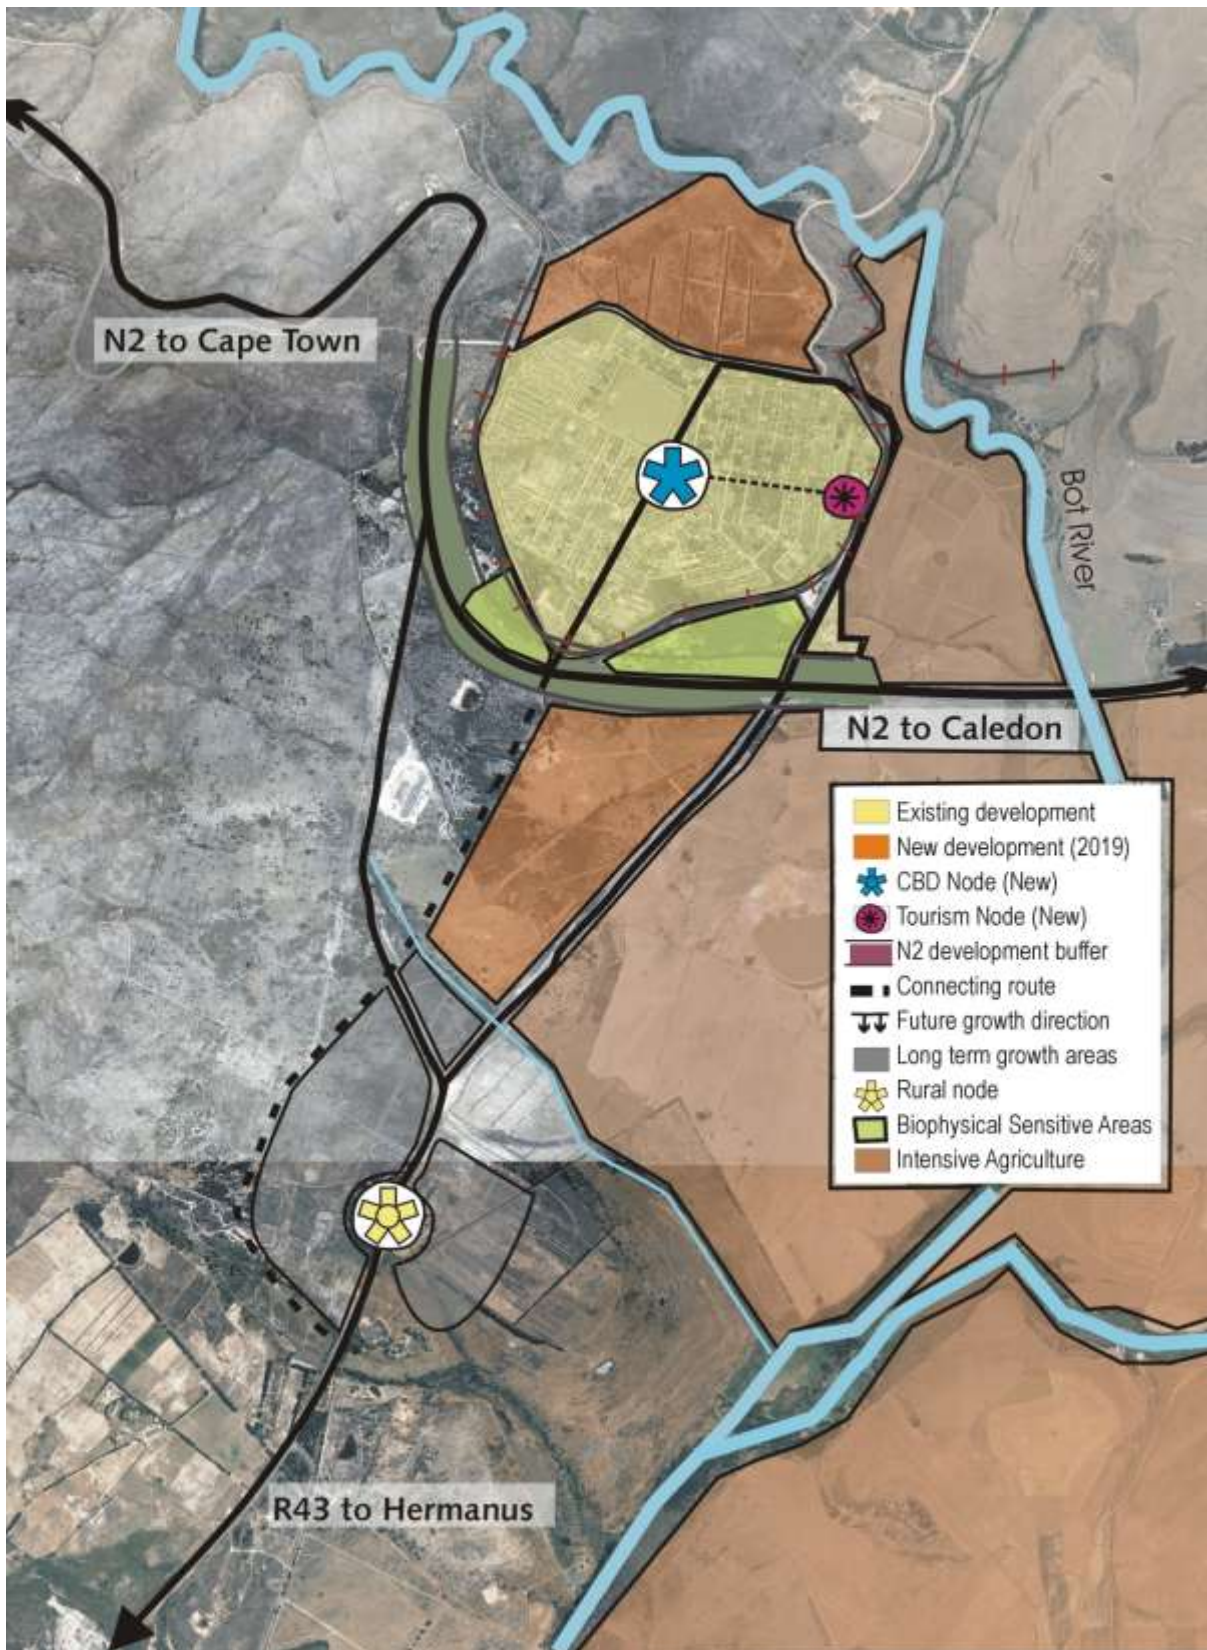 N2 to Cape Town
Bot River
N2 to Caledon
Existing development
New development (2019)
CBD Node (New)
Tourism Node (New)
N2 development buffer
Connecting route
Future growth direction
Long term growth areas
Rural node
Biophysical Sensitive Areas
Intensive Agriculture
R43 to Hermanus